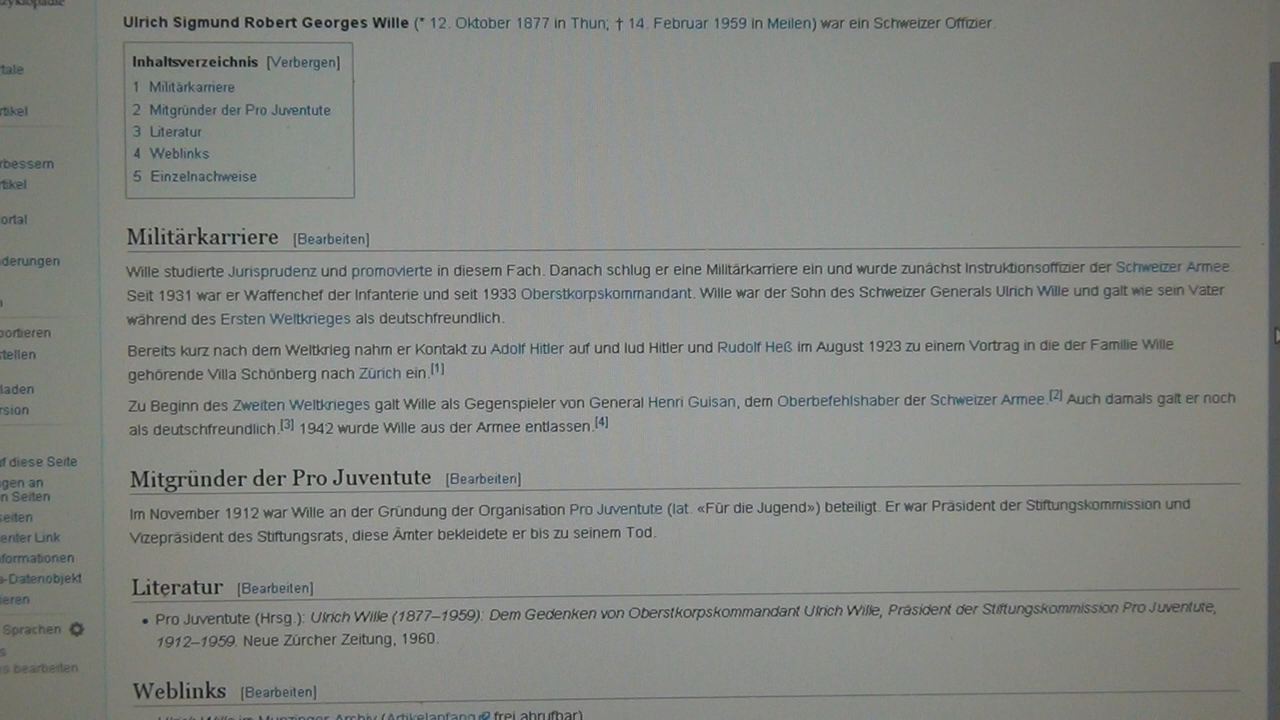 Ulrich Sigmund Robert Georges Wille (* 12. Oktober 1877 in Thun; † 14. Februar 1959 in Meilen) war ein Schweizer Offizier.
Inhaltsverzeichnis [Verbergen]
1 Militärkarriere
2 Mitgründer der Pro Juventute
3 Literatur
4 Weblinks
5 Einzelnachweise
Militärkarriere [Bearbeiten]
Wille studierte Jurisprudenz und promovierte in diesem Fach. Danach schlug er eine Militärkarriere ein und wurde zunächst Instruktionsoffizier der Schweizer Armee.
Seit 1931 war er Waffenchef der Infanterie und seit 1933 Oberstkorpskommandant. Wille war der Sohn des Schweizer Generals Ulrich Wille und galt wie sein Vater
während des Ersten Weltkrieges als deutschfreundlich.
Bereits kurz nach dem Weltkrieg nahm er Kontakt zu Adolf Hitler auf und lud Hitler und Rudolf Heß im August 1923 zu einem Vortrag in die der Familie Wille
gehörende Villa Schönberg nach Zürich ein.[1]
Zu Beginn des Zweiten Weltkrieges galt Wille als Gegenspieler von General Henri Guisan, dem Oberbefehlshaber der Schweizer Armee.[2] Auch damals galt er noch
als deutschfreundlich.[3] 1942 wurde Wille aus der Armee entlassen.[4]
Mitgründer der Pro Juventute [Bearbeiten]
Im November 1912 war Wille an der Gründung der Organisation Pro Juventute (lat. «Für die Jugend») beteiligt. Er war Präsident der Stiftungskommission und
Vizepräsident des Stiftungsrats, diese Ämter bekleidete er bis zu seinem Tod.
Literatur [Bearbeiten]
• Pro Juventute (Hrsg.): Ulrich Wille (1877–1959): Dem Gedenken von Oberstkorpskommandant Ulrich Wille, Präsident der Stiftungskommission Pro Juventute,
1912–1959. Neue Zürcher Zeitung, 1960.
Weblinks [Bearbeiten]
Ulrich Wille im Munzinger-Archiv (Artikelanfang frei abrufbar)
tale
rtikel
rbessern
rtikel
ortal
derungen
portieren
stellen
laden
rsion
f diese Seite
gen an
n Seiten
seiten
enter Link
nformationen
a-Datenobjekt
ieren
Sprachen
s
s bearbeiten